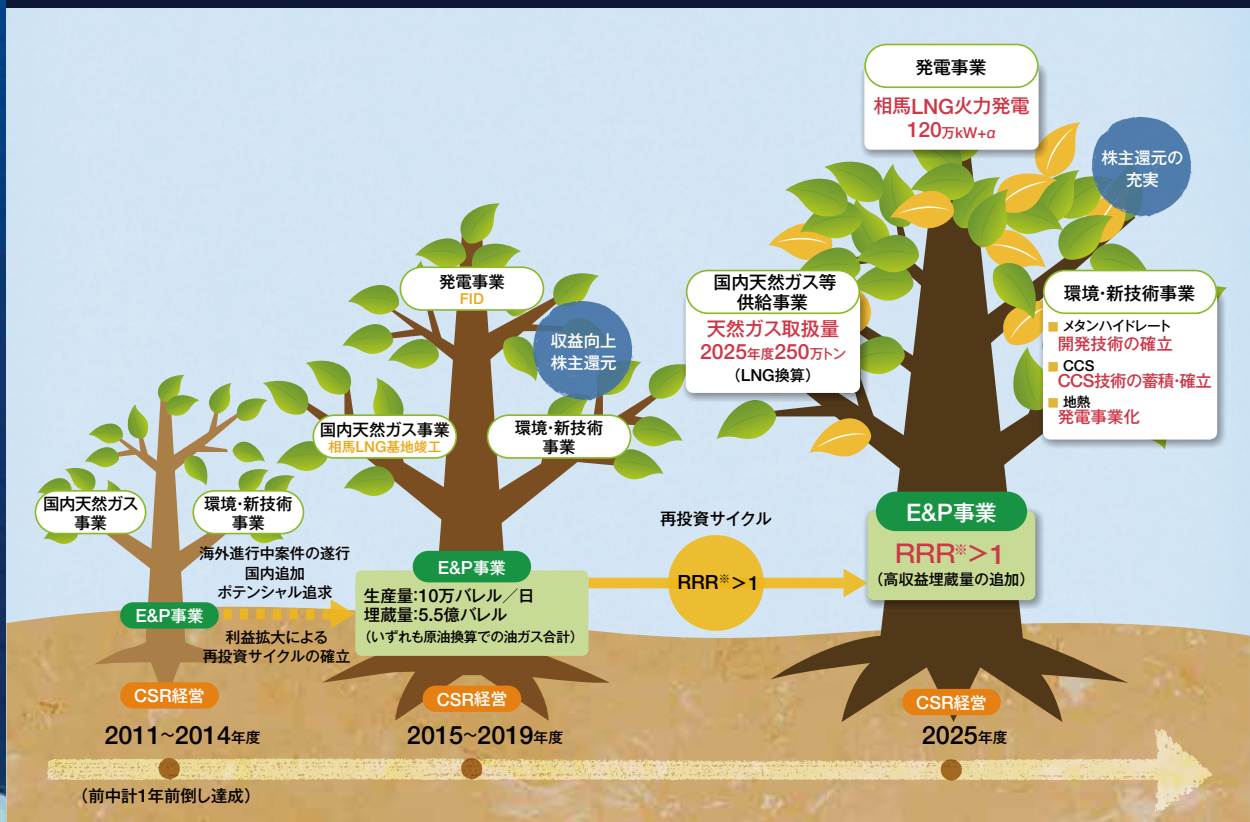 国内天然ガス
事業
環境・新技術
事業
海外進行中案件の遂行
国内追加
ポテンシャル追求
E&P事業
利益拡大による
再投資サイクルの確立
CSR経営
2011~2014年度
(前中計1年前倒し達成)
発電事業
FID
収益向上
株主還元
国内天然ガス事業
相馬LNG基地竣工
環境・新技術
事業
E&P事業
生産量:10万バレル/日
埋蔵量:5.5億バレル
(いずれも原油換算での油ガス合計)
CSR経営
2015~2019年度
再投資サイクル
RRR※>1
発電事業
相馬LNG火力発電
120万kW+α
株主還元の
充実
国内天然ガス等
供給事業
天然ガス取扱量
2025年度250万トン
(LNG換算)
環境・新技術事業
メタンハイドレート
開発技術の確立
CCS
CCS技術の蓄積・確立
地熱
発電事業化
E&P事業
RRR※>1
(高収益埋蔵量の追加)
CSR経営
2025年度